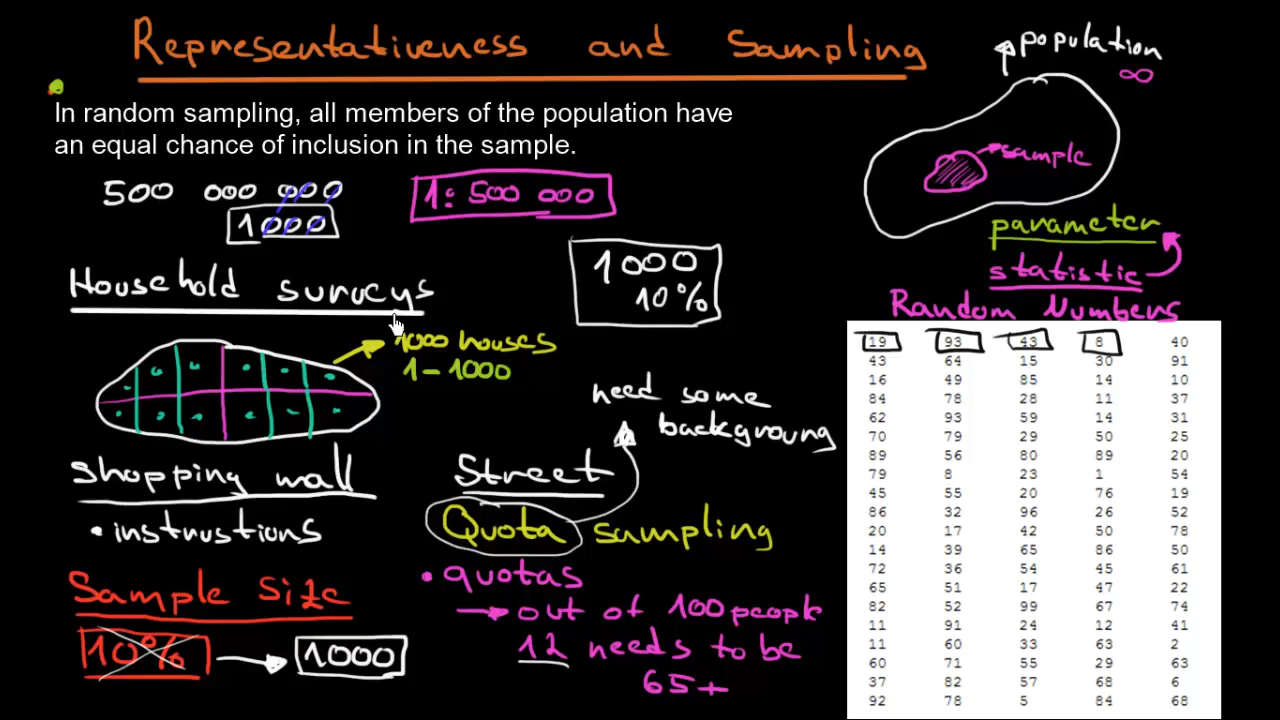 Representativeness and Sampling
population
∞
In random sampling, all members of the population have
an equal chance of inclusion in the sample.
sample
500 000 000
1000
1: 500 000
parameter
statistic
Household survcys
1000
10%
1000 houses
1 - 1000
need some
backgroung
shopping mall
• instrustions
Street
Quota sampling
• quotas
→ out of 100 people
12 needs to be
65+
Sample Size
10% → 1000
Random Numbers
19 93 43 8 40
43 64 15 30 91
16 49 85 14 10
84 78 28 11 37
62 93 59 14 31
70 79 29 50 25
89 56 80 89 20
79 8 23 1 54
45 55 20 76 19
86 32 96 26 52
20 17 42 50 78
14 39 65 86 50
72 36 54 45 61
65 51 17 47 22
82 52 99 67 74
11 91 24 12 41
11 60 33 63 2
60 71 55 29 63
37 82 57 68 6
92 78 5 84 68